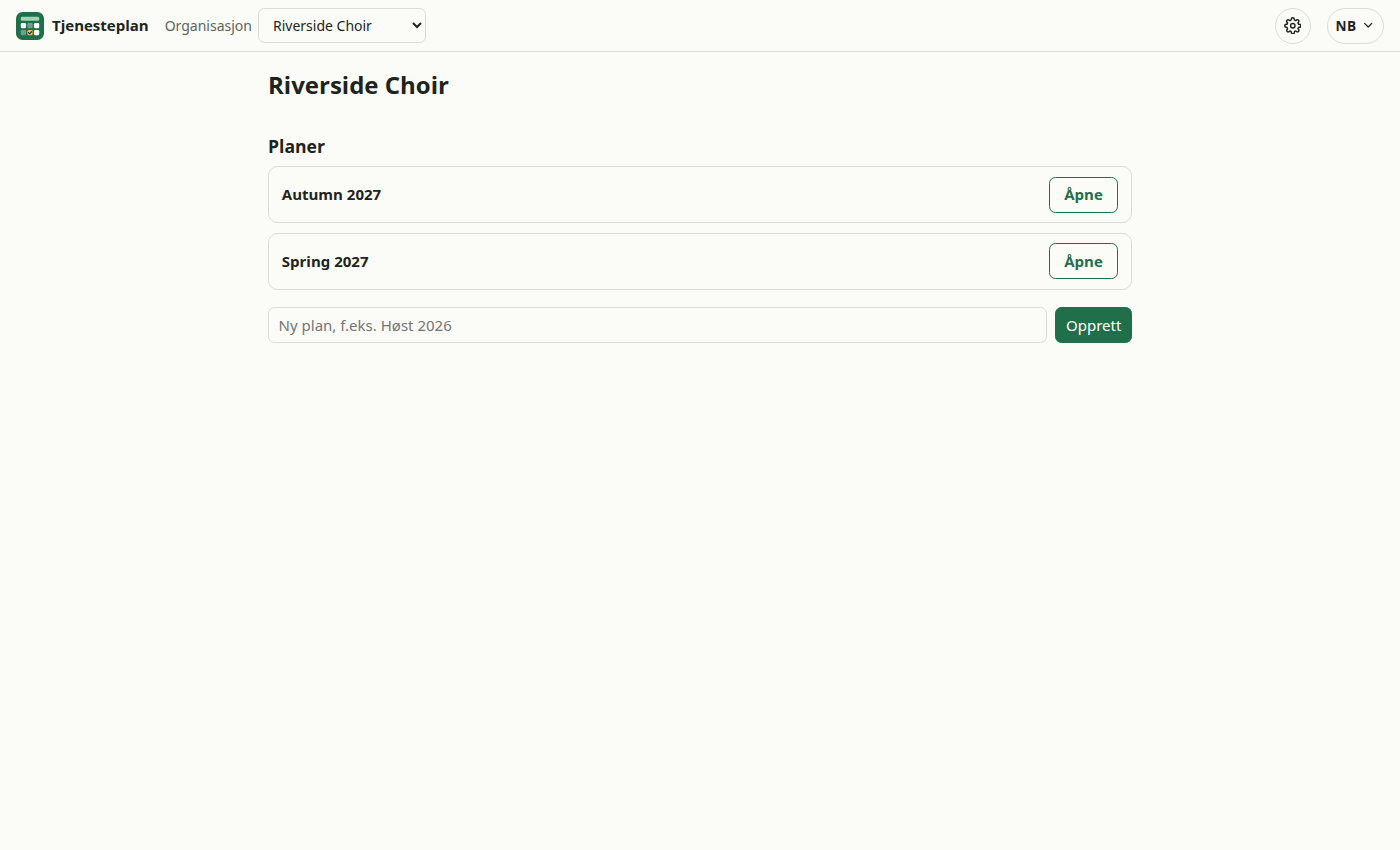 Tjenesteplan Organisasjon Riverside Choir NB
Riverside Choir
Planer
Autumn 2027 Åpne
Spring 2027 Åpne
Ny plan, f.eks. Høst 2026 Opprett